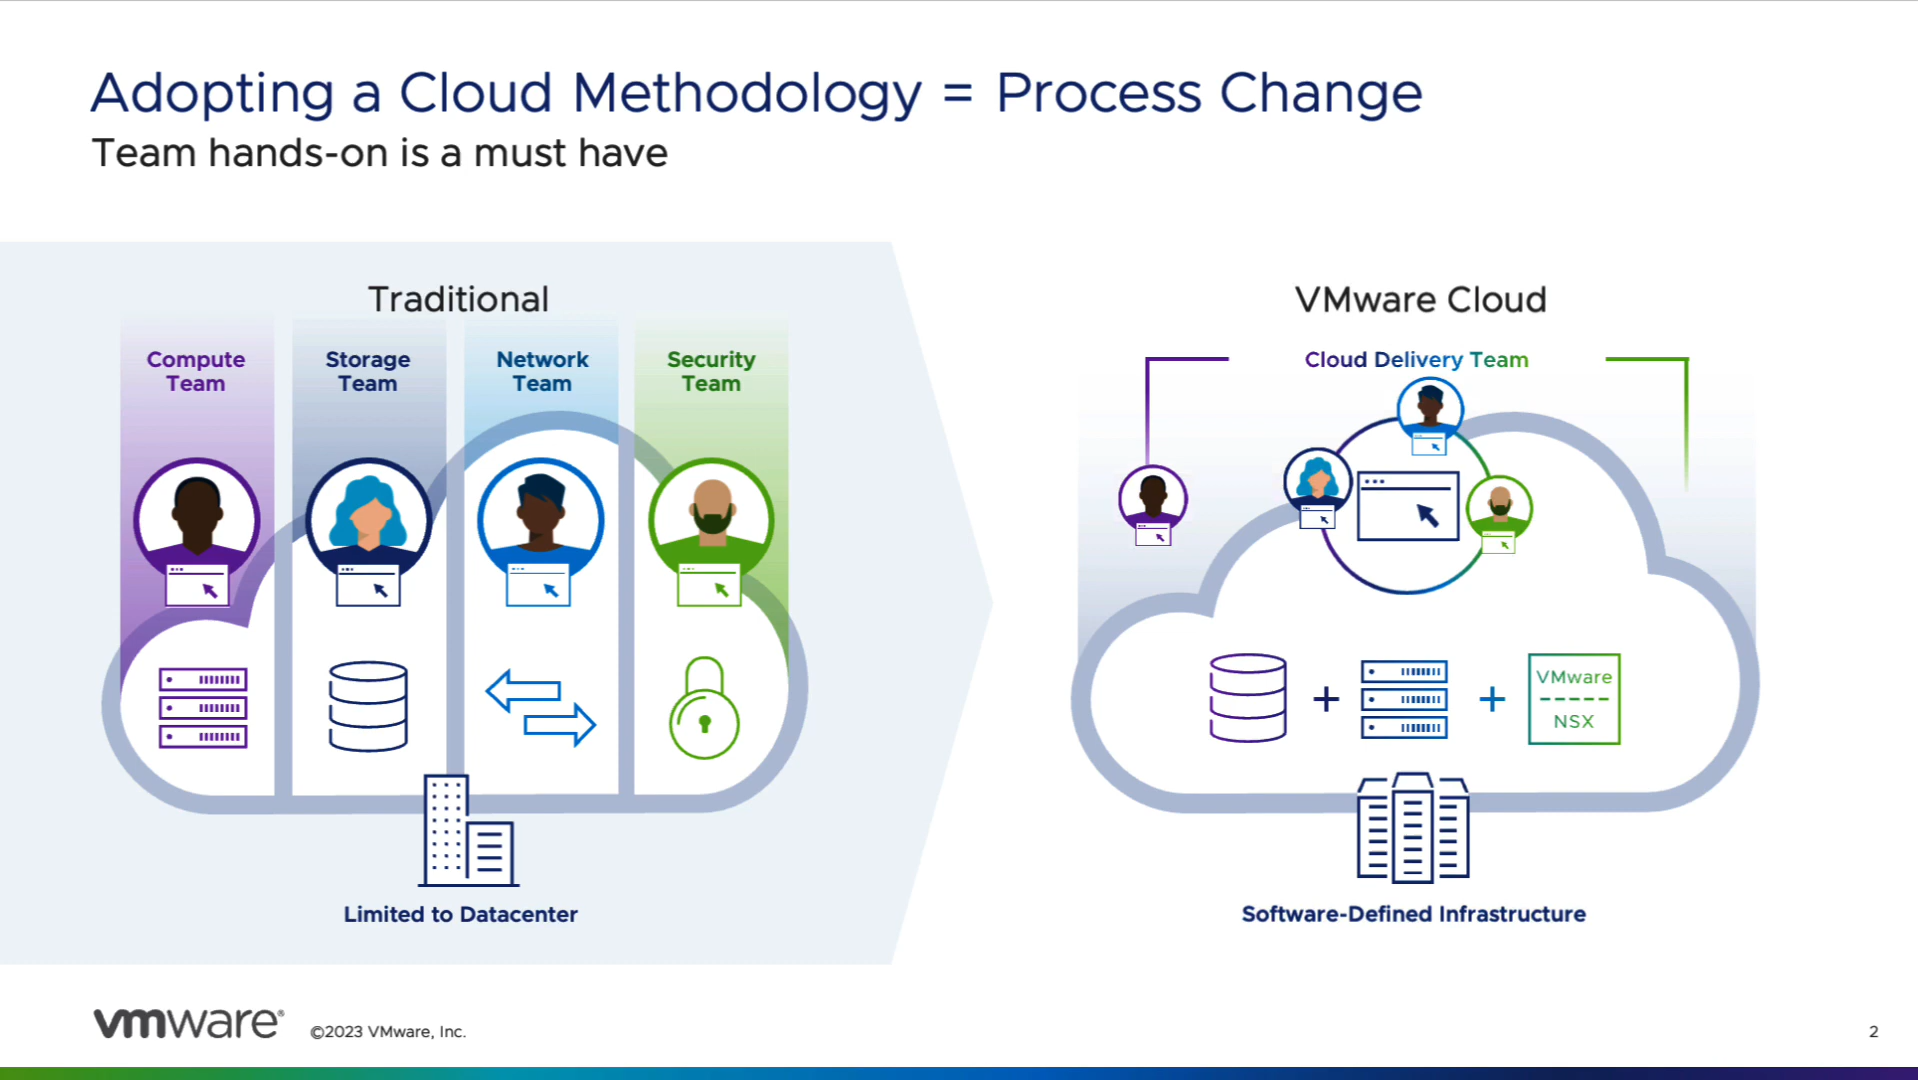 Adopting a Cloud Methodology = Process Change
Team hands-on is a must have
Traditional
Compute
Team
Storage
Team
Network
Team
Security
Team
Limited to Datacenter
VMware Cloud
Cloud Delivery Team
+
+
VMware
NSX
Software-Defined Infrastructure
vmware®
©2023 VMware, Inc.
2